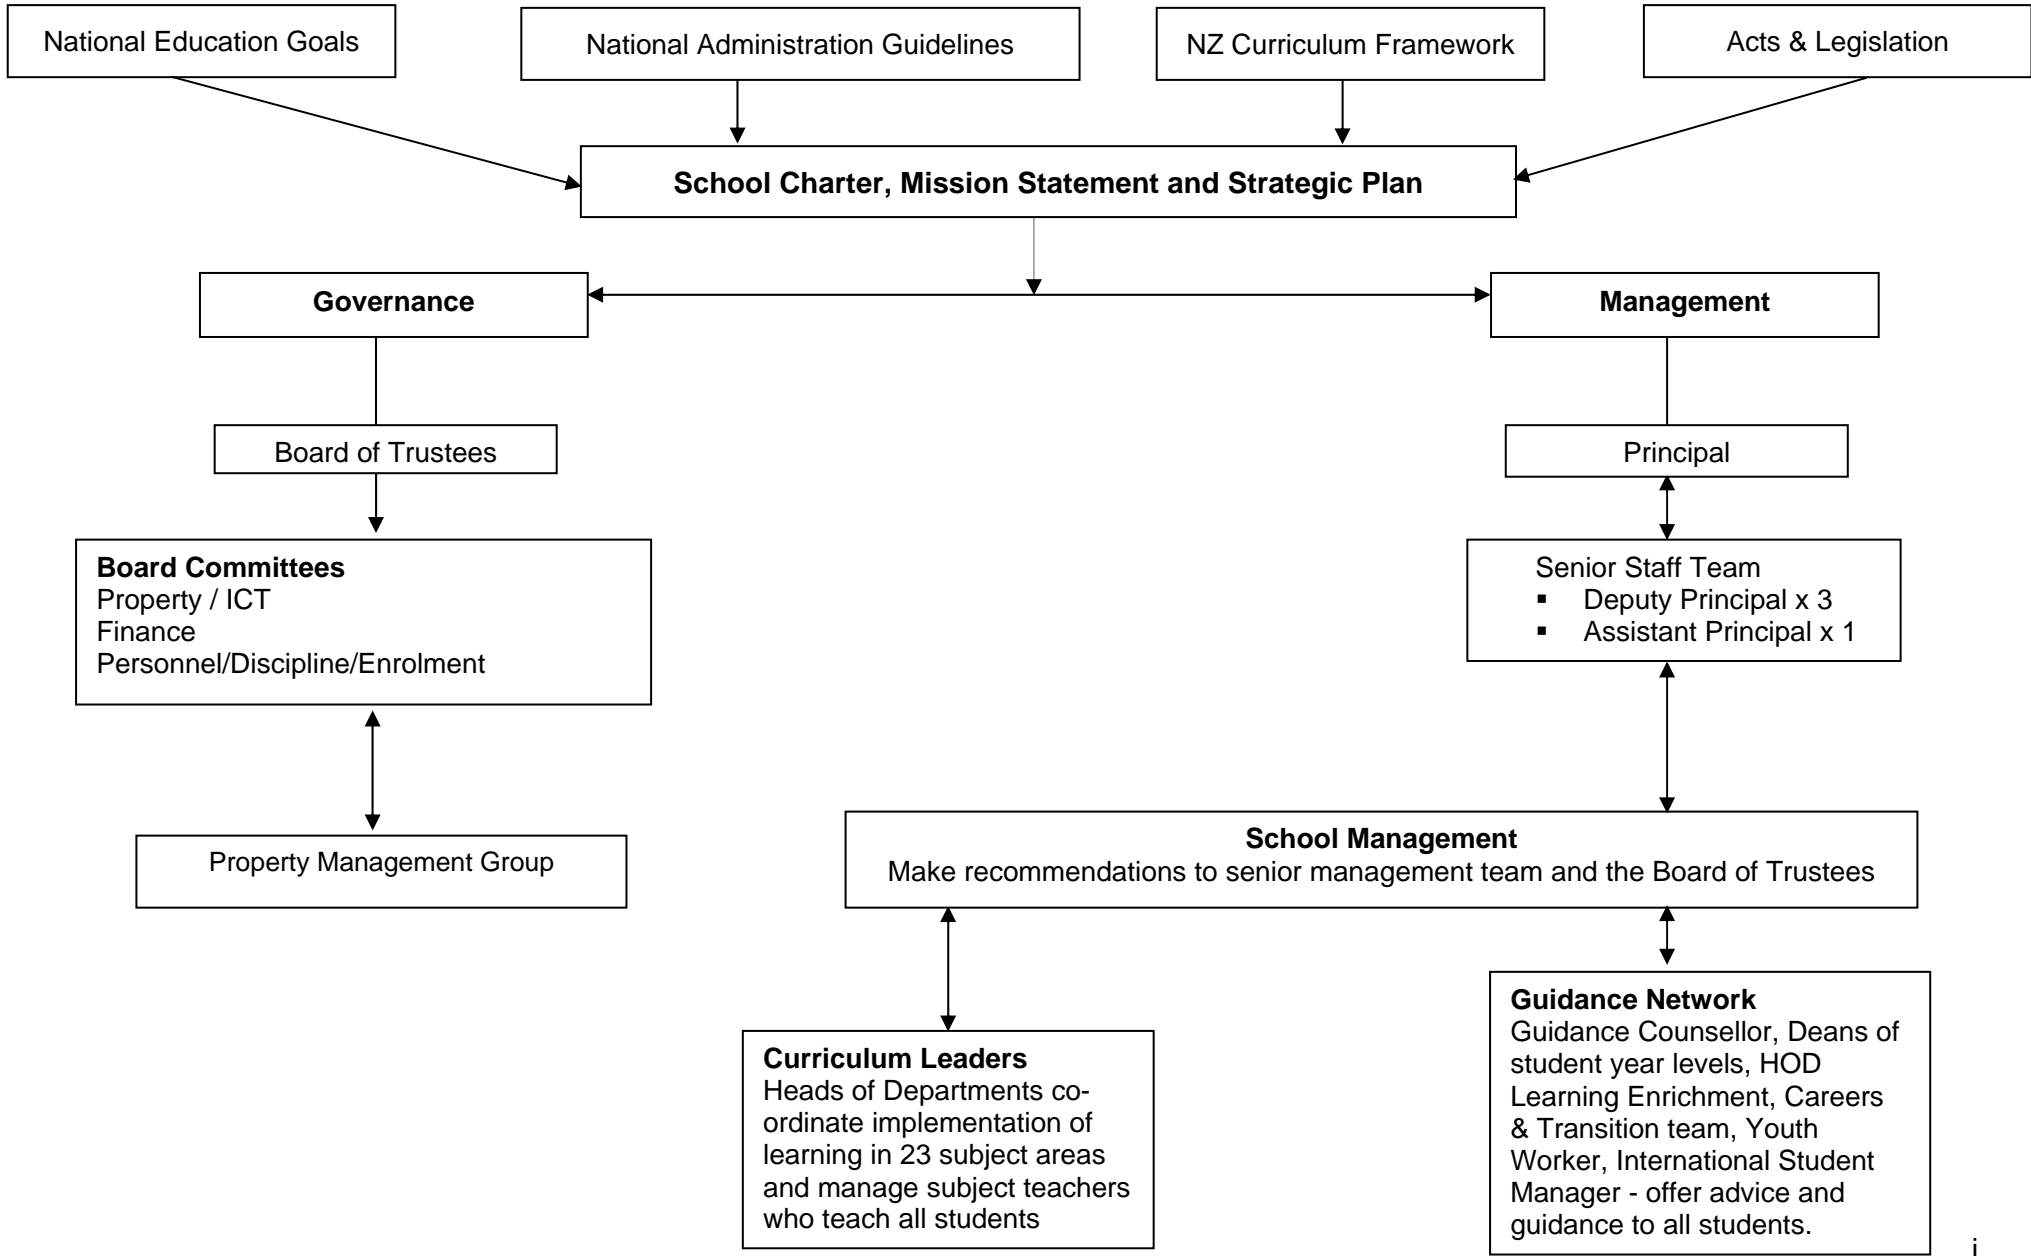 National Education Goals
National Administration Guidelines
NZ Curriculum Framework
Acts & Legislation
School Charter, Mission Statement and Strategic Plan
Governance
Management
Board of Trustees
Principal
Board Committees
Property / ICT
Finance
Personnel/Discipline/Enrolment
Senior Staff Team
▪ Deputy Principal x 3
▪ Assistant Principal x 1
Property Management Group
School Management
Make recommendations to senior management team and the Board of Trustees
Curriculum Leaders
Heads of Departments co-
ordinate implementation of
learning in 23 subject areas
and manage subject teachers
who teach all students
Guidance Network
Guidance Counsellor, Deans of
student year levels, HOD
Learning Enrichment, Careers
& Transition team, Youth
Worker, International Student
Manager - offer advice and
guidance to all students.
i